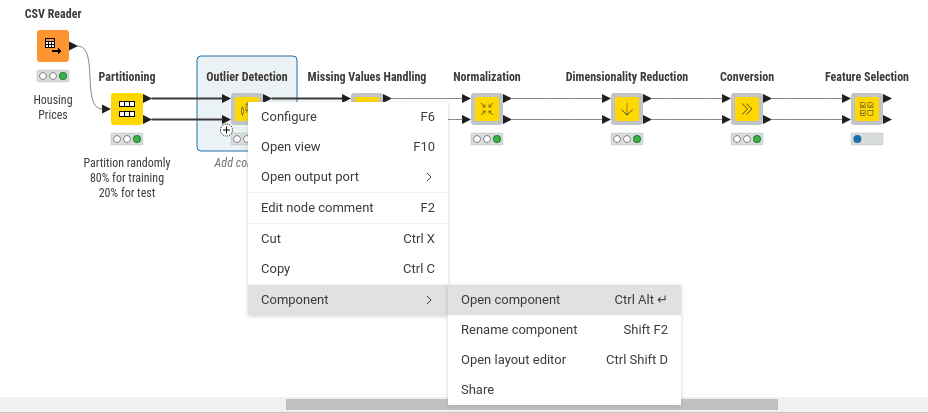 CSV Reader
Housing
Prices
Partitioning
Partition randomly
80% for training
20% for test
Outlier Detection
Add co
Missing Values Handling
Normalization
Dimensionality Reduction
Conversion
Feature Selection
Configure F6
Open view F10
Open output port
Edit node comment F2
Cut Ctrl X
Copy Ctrl C
Component
Open component Ctrl Alt ↵
Rename component Shift F2
Open layout editor Ctrl Shift D
Share